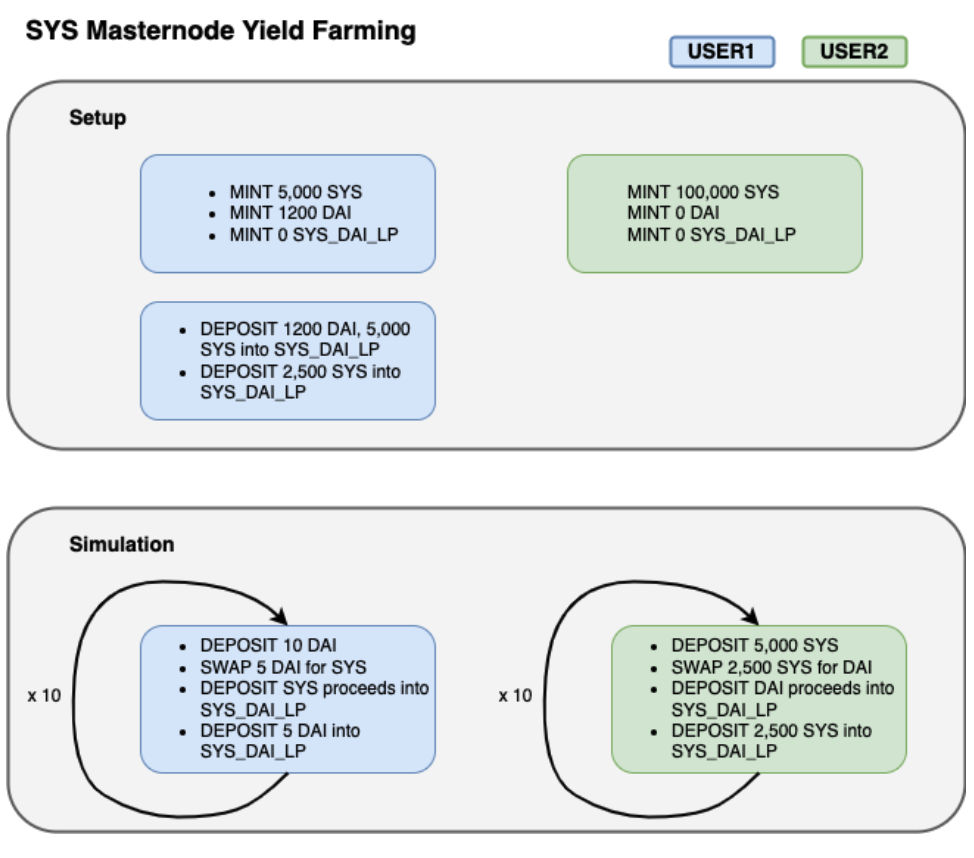 SYS Masternode Yield Farming
USER1
USER2
Setup
• MINT 5,000 SYS
• MINT 1200 DAI
• MINT 0 SYS_DAI_LP
MINT 100,000 SYS
MINT 0 DAI
MINT 0 SYS_DAI_LP
• DEPOSIT 1200 DAI, 5,000
SYS into SYS_DAI_LP
• DEPOSIT 2,500 SYS into
SYS_DAI_LP
Simulation
x 10
• DEPOSIT 10 DAI
• SWAP 5 DAI for SYS
• DEPOSIT SYS proceeds into
SYS_DAI_LP
• DEPOSIT 5 DAI into
SYS_DAI_LP
x 10
• DEPOSIT 5,000 SYS
• SWAP 2,500 SYS for DAI
• DEPOSIT DAI proceeds into
SYS_DAI_LP
• DEPOSIT 2,500 SYS into
SYS_DAI_LP